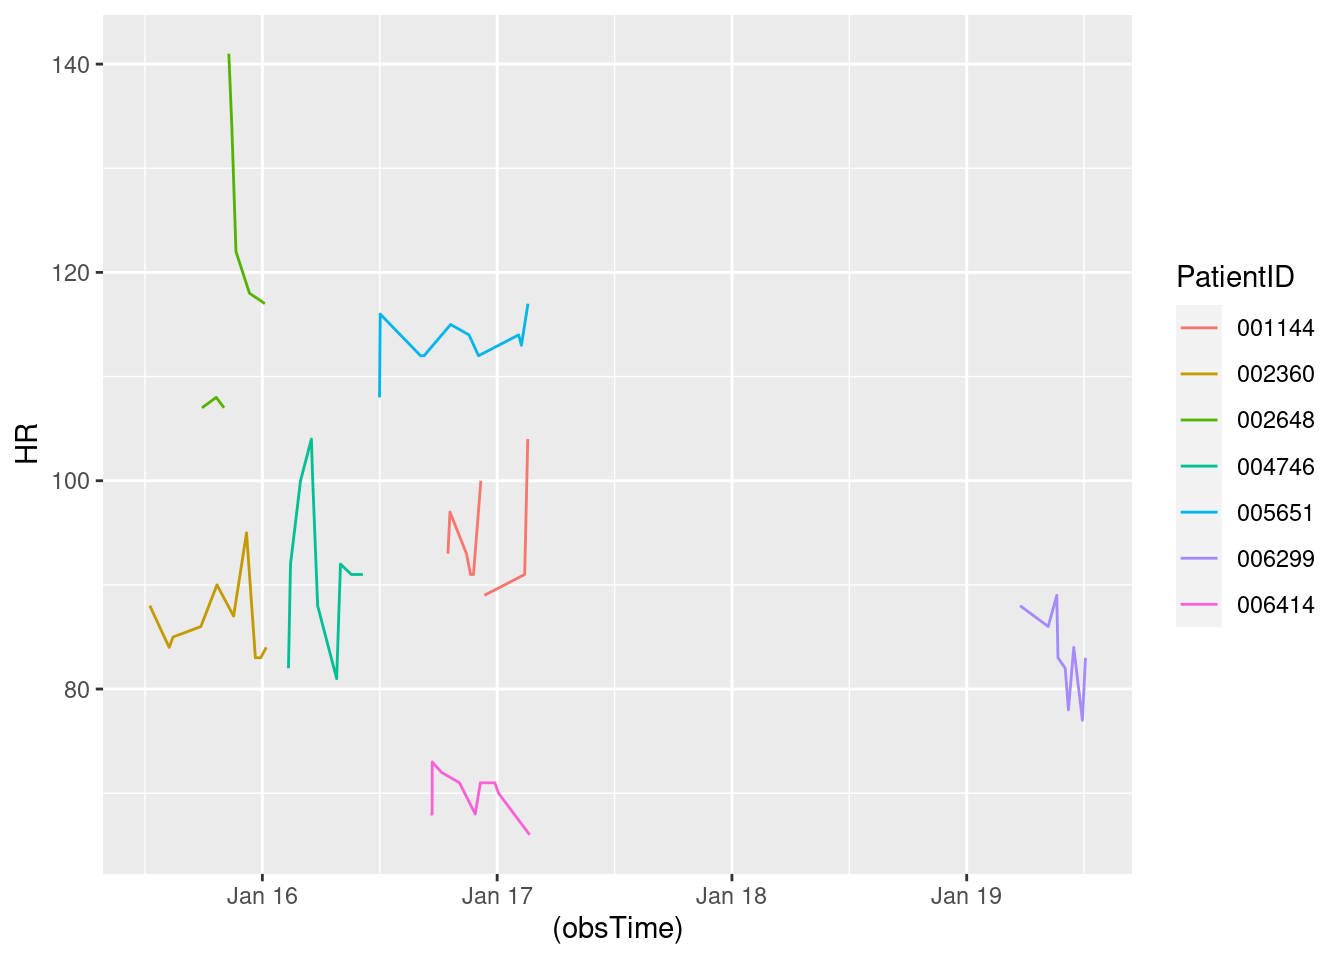 140
120
100
80
HR
Jan 16
Jan 17
Jan 18
Jan 19
(obsTime)
PatientID
001144
002360
002648
004746
005651
006299
006414